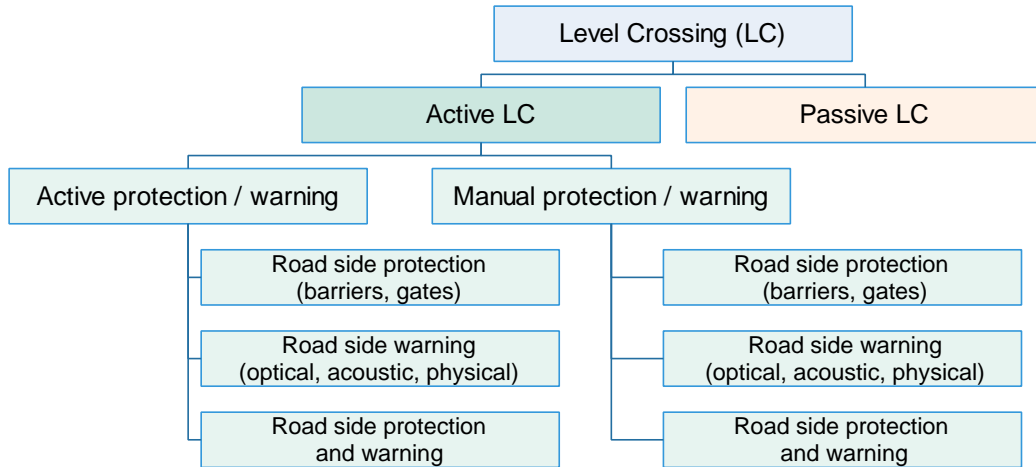 Level Crossing (LC)
Active LC
Passive LC
Active protection / warning
Manual protection / warning
Road side protection
(barriers, gates)
Road side warning
(optical, acoustic, physical)
Road side protection
and warning
Road side protection
(barriers, gates)
Road side warning
(optical, acoustic, physical)
Road side protection
and warning